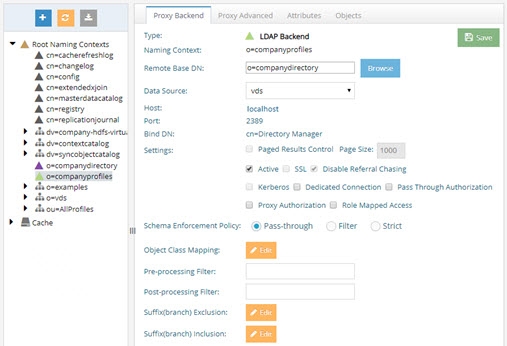 Root Naming Contexts
cn=cacherefreshlog
cn=changelog
cn=config
cn=extendedxjoin
cn=masterdatacatalog
cn=registry
cn=replicationjournal
dv=company-hdfs-virtua
dv=contextcatalog
dv=syncobjectcatalog
o=companydirectory
o=companyprofiles
o=examples
o=vds
ou=AllProfiles
Cache
Proxy Backend Proxy Advanced Attributes Objects
Type: LDAP Backend Save
Naming Context: o=companyprofiles
Remote Base DN: o=companydirectory Browse
Data Source: vds
Host: localhost
Port: 2389
Bind DN: cn=Directory Manager
Settings: Paged Results Control Page Size: 1000
Active SSL Disable Referral Chasing
Kerberos Dedicated Connection Pass Through Authorization
Proxy Authorization Role Mapped Access
Schema Enforcement Policy: Pass-through Filter Strict
Object Class Mapping: Edit
Pre-processing Filter:
Post-processing Filter:
Suffix(branch) Exclusion: Edit
Suffix(branch) Inclusion: Edit